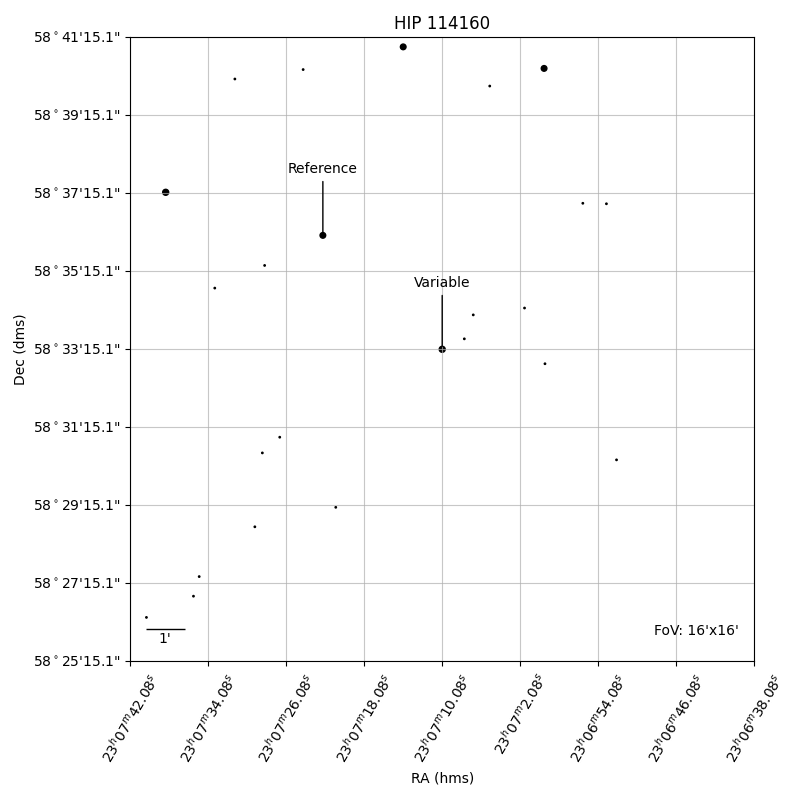 HIP 114160
58°41'15.1"
58°39'15.1"
Reference
58°37'15.1"
58°35'15.1"
Variable
58°33'15.1"
58°31'15.1"
58°29'15.1"
58°27'15.1"
1'
FoV: 16'x16'
58°25'15.1"
Dec (dms)
23ʰ07ᵐ42.08ˢ
23ʰ07ᵐ34.08ˢ
23ʰ07ᵐ26.08ˢ
23ʰ07ᵐ18.08ˢ
23ʰ07ᵐ10.08ˢ
23ʰ07ᵐ2.08ˢ
23ʰ06ᵐ54.08ˢ
23ʰ06ᵐ46.08ˢ
23ʰ06ᵐ38.08ˢ
RA (hms)